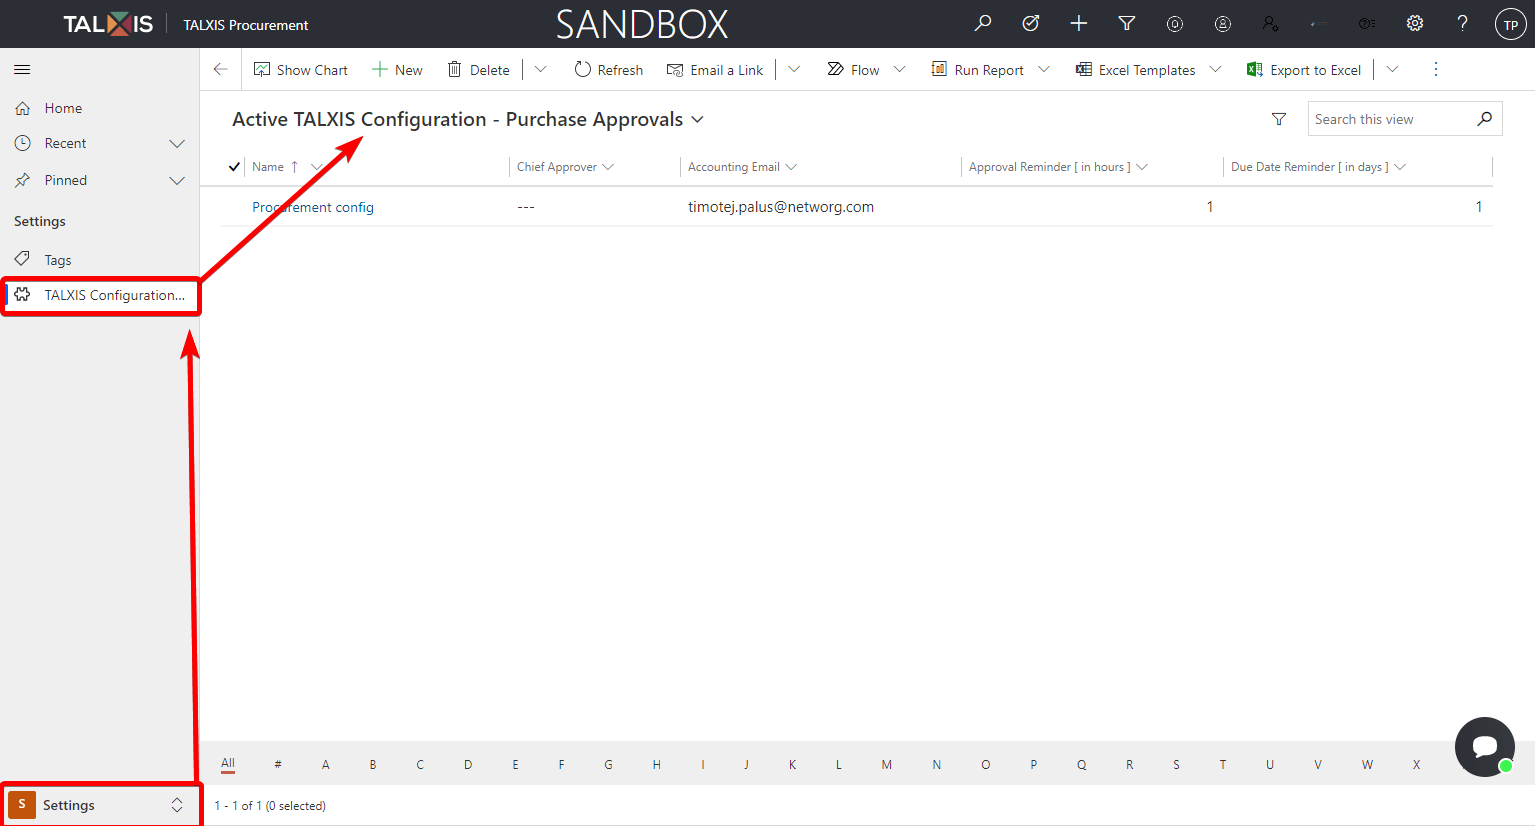 TALXIS TALXIS Procurement SANDBOX ? TP
Show Chart New Delete Refresh Email a Link Flow Run Report Excel Templates Export to Excel
Home
Recent
Pinned
Settings
Tags
TALXIS Configuration...
Settings
S
Active TALXIS Configuration - Purchase Approvals
Search this view
Name Chief Approver Accounting Email Approval Reminder [ in hours ] Due Date Reminder [ in days ]
Procurement config --- timotej.palus@networg.com 1 1
All # A B C D E F G H I J K L M N O P Q R S T U V W X
1 - 1 of 1 (0 selected)